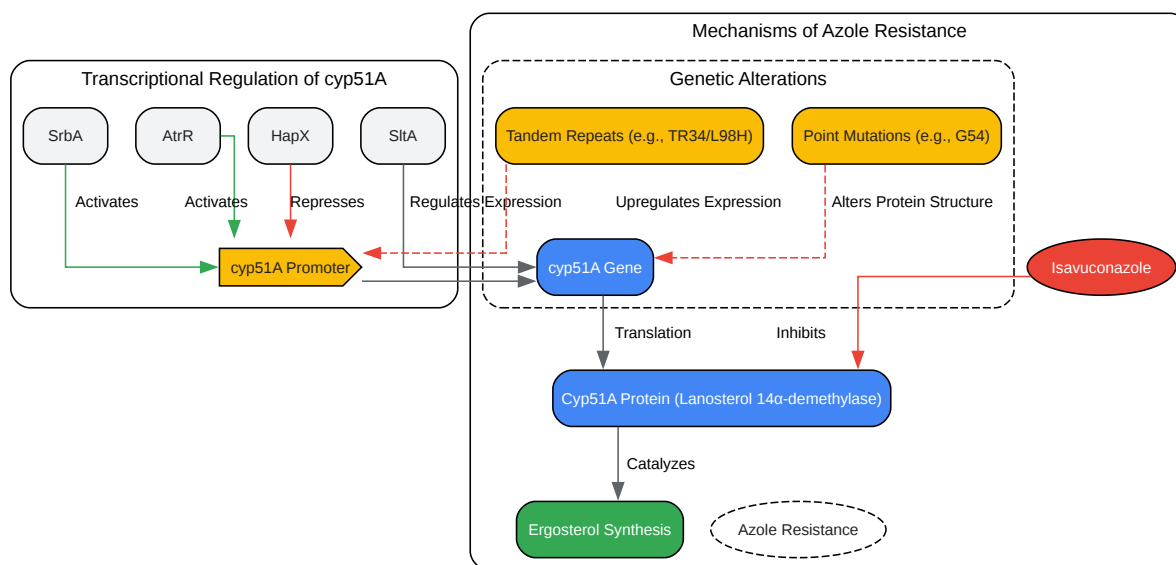 Mechanisms of Azole Resistance
Transcriptional Regulation of cyp51A
Genetic Alterations
SrbA
AtrR
HapX
SltA
Tandem Repeats (e.g., TR34/L98H)
Point Mutations (e.g., G54)
Activates
Activates
Represses
Regulates Expression
Upregulates Expression
Alters Protein Structure
cyp51A Promoter
cyp51A Gene
Isavuconazole
Translation
Inhibits
Cyp51A Protein (Lanosterol 14α-demethylase)
Catalyzes
Ergosterol Synthesis
Azole Resistance